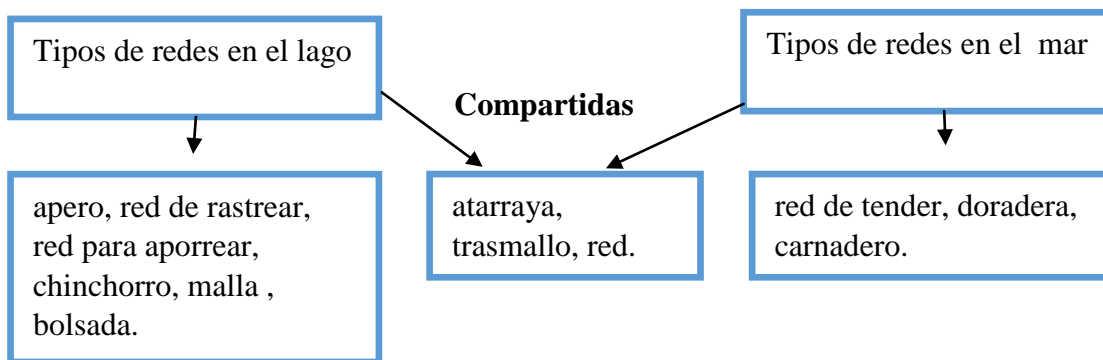 Tipos de redes en el lago
Tipos de redes en el  mar
Compartidas
apero, red de rastrear,
red para aporrear,
chinchorro, malla ,
bolsada.
atarraya,
trasmallo, red.
red de tender, doradera,
carnadero.